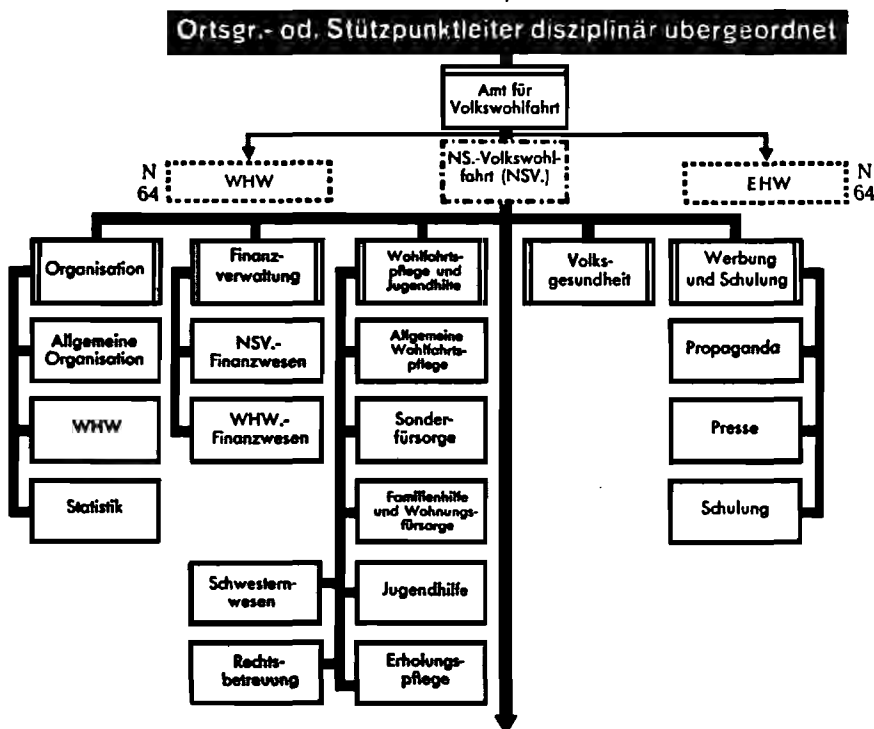 Ortsgr.- od. Stützpunktleiter disziplinär übergeordnet
Amt für
Volkswohlfahrt
N
64
WHW
NS.-Volkswohl-
fahrt (NSV.)
EHW
N
64
Organisation
Finanz-
verwaltung
Wohlfahrts-
pflege und
Jugendhilfe
Volks-
gesundheit
Werbung
und Schulung
Allgemeine
Organisation
NSV.-
Finanzwesen
Allgemeine
Wohlfahrts-
pflege
Propaganda
WHW
WHW.-
Finanzwesen
Sonder-
fürsorge
Presse
Statistik
Familienhilfe
und Wohnungs-
fürsorge
Schulung
Schwestern-
wesen
Jugendhilfe
Rechts-
betreuung
Erholungs-
pflege